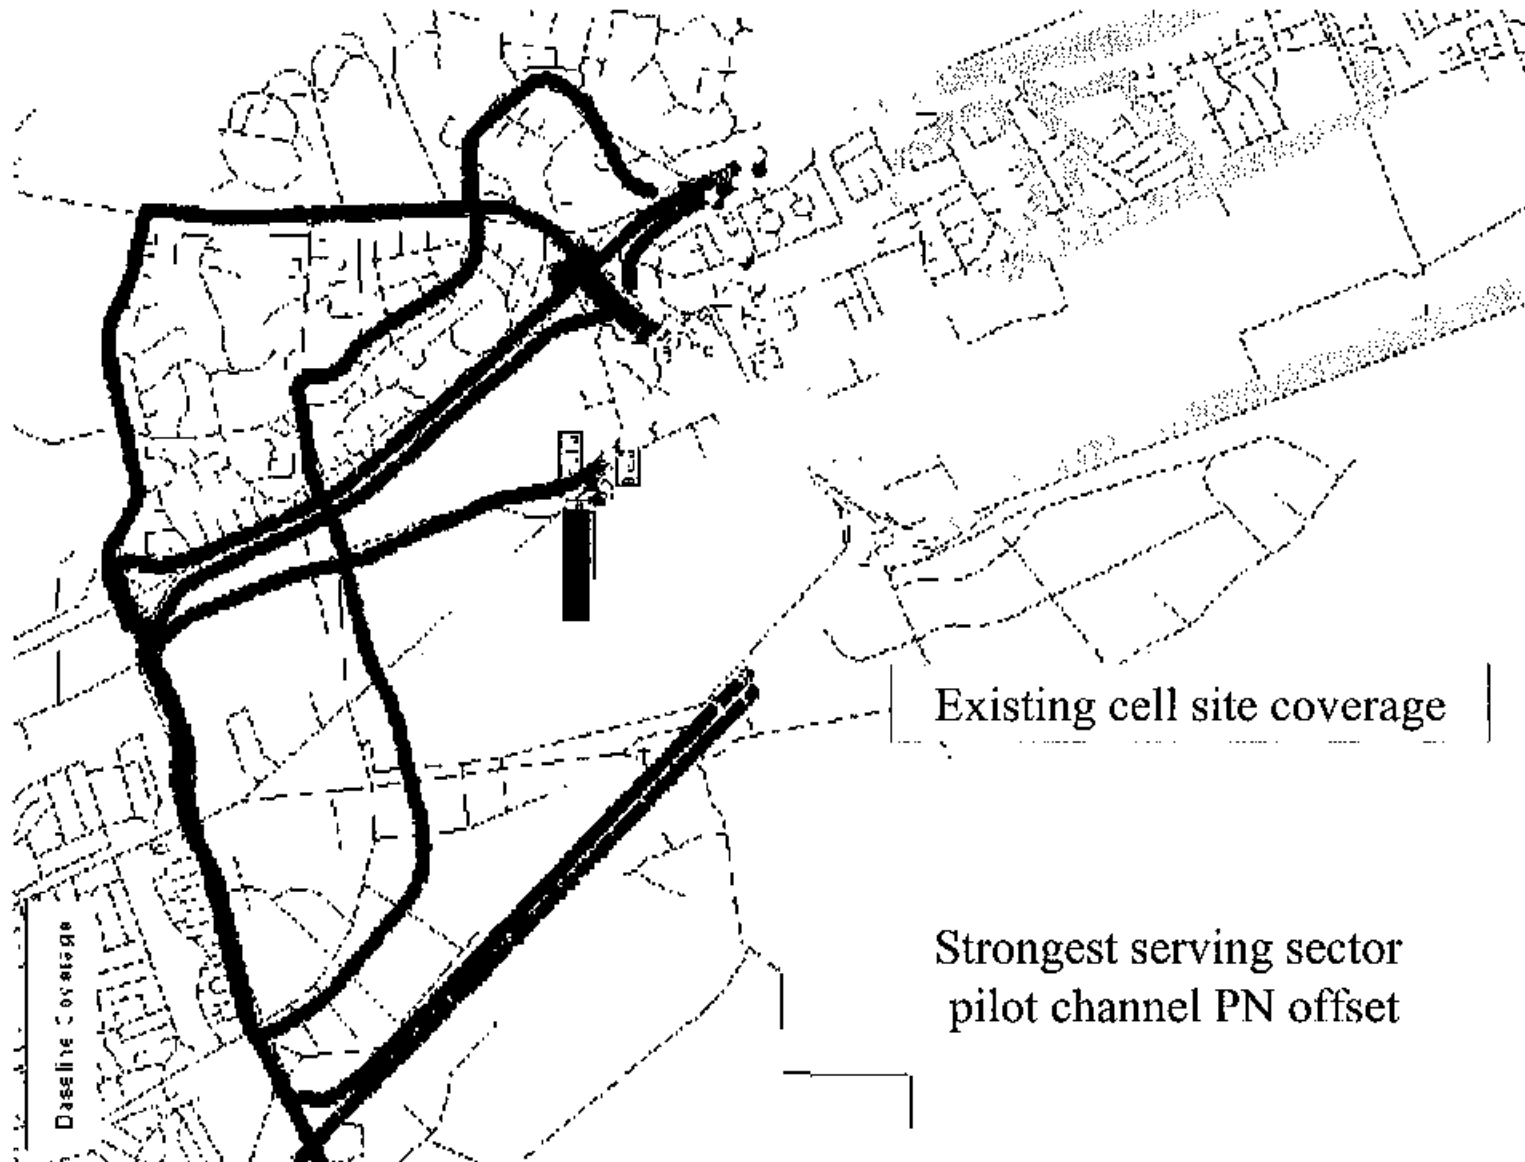 Existing cell site coverage
Strongest serving sector
pilot channel PN offset